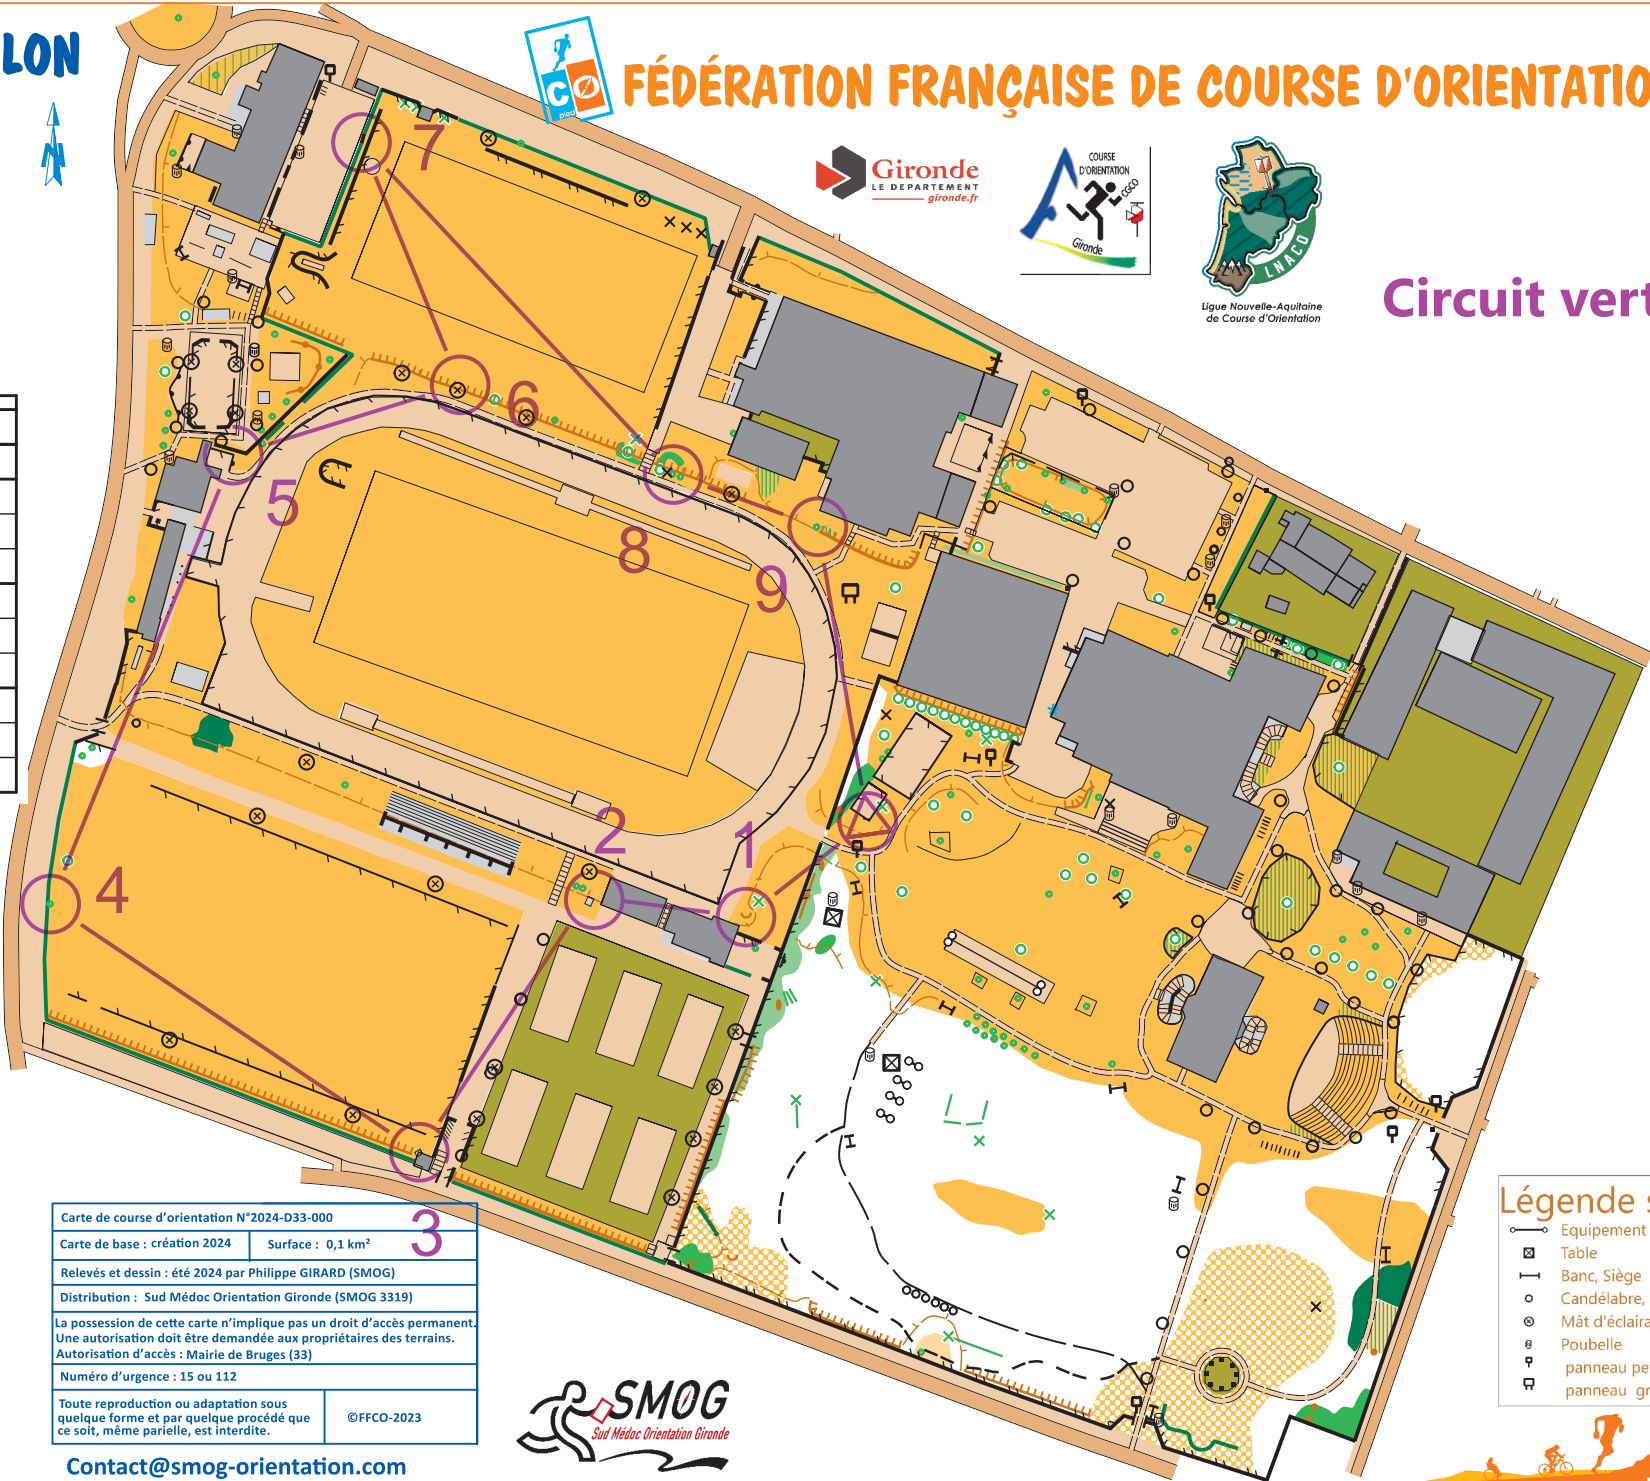 LON
FÉDÉRATION FRANÇAISE DE COURSE D'ORIENTATIO
CO
pied
Gironde
LE DEPARTEMENT
gironde.fr
COURSE
D'ORIENTATION
CGCO
Gironde
LNACO
Ligue Nouvelle-Aquitaine
de Course d'Orientation
Circuit vert
N
7
6
5
8
9
2
1
4
3
Carte de course d'orientation N°2024-D33-000
Carte de base : création 2024 Surface : 0,1 km²
Relevés et dessin : été 2024 par Philippe GIRARD (SMOG)
Distribution : Sud Médoc Orientation Gironde (SMOG 3319)
La possession de cette carte n'implique pas un droit d'accès permanent.
Une autorisation doit être demandée aux propriétaires des terrains.
Autorisation d'accès : Mairie de Bruges (33)
Numéro d'urgence : 15 ou 112
Toute reproduction ou adaptation sous
quelque forme et par quelque procédé que
ce soit, même parielle, est interdite.
©FFCO-2023
Contact@smog-orientation.com
SMOG
Sud Médoc Orientation Gironde
Légende s
Equipement
Table
Banc, Siège
Candélabre,
Mât d'éclaira
Poubelle
panneau pe
panneau gr